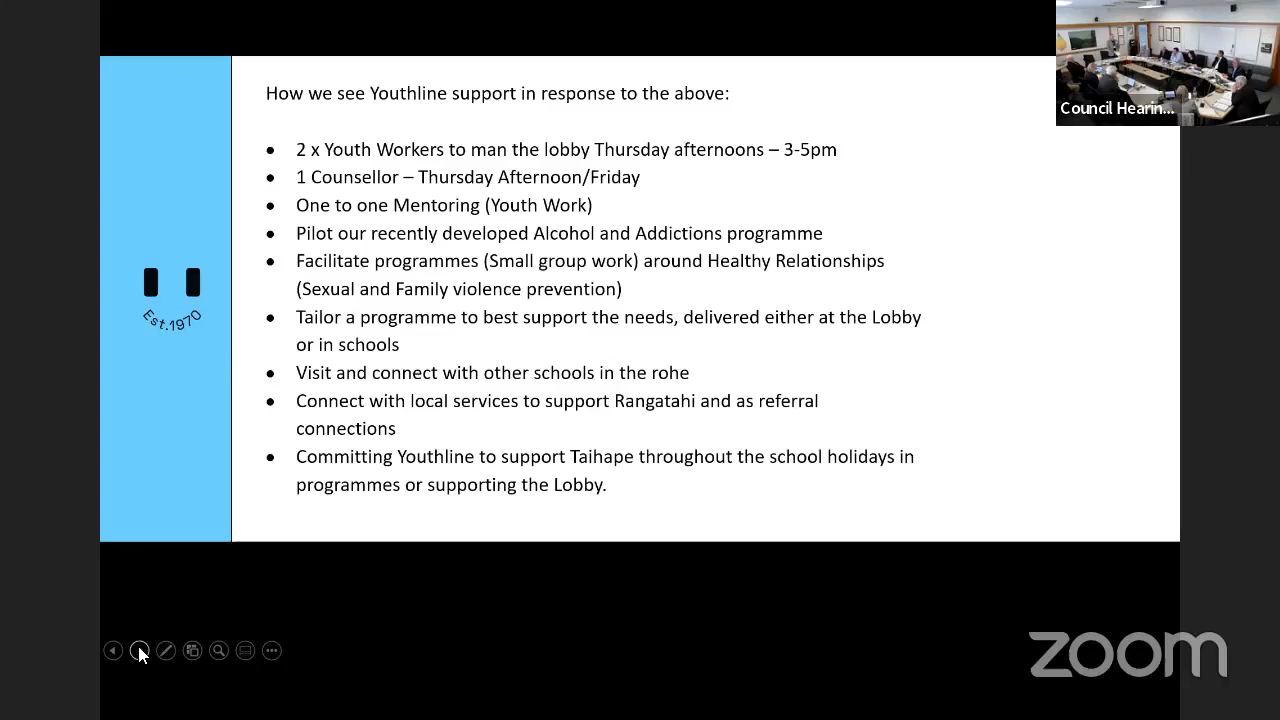 How we see Youthline support in response to the above:
● 2 x Youth Workers to man the lobby Thursday afternoons – 3-5pm
● 1 Counsellor – Thursday Afternoon/Friday
● One to one Mentoring (Youth Work)
● Pilot our recently developed Alcohol and Addictions programme
● Facilitate programmes (Small group work) around Healthy Relationships
(Sexual and Family violence prevention)
● Tailor a programme to best support the needs, delivered either at the Lobby
or in schools
● Visit and connect with other schools in the rohe
● Connect with local services to support Rangatahi and as referral
connections
● Committing Youthline to support Taihape throughout the school holidays in
programmes or supporting the Lobby.
Est.1970
Council Hearin...
zoom